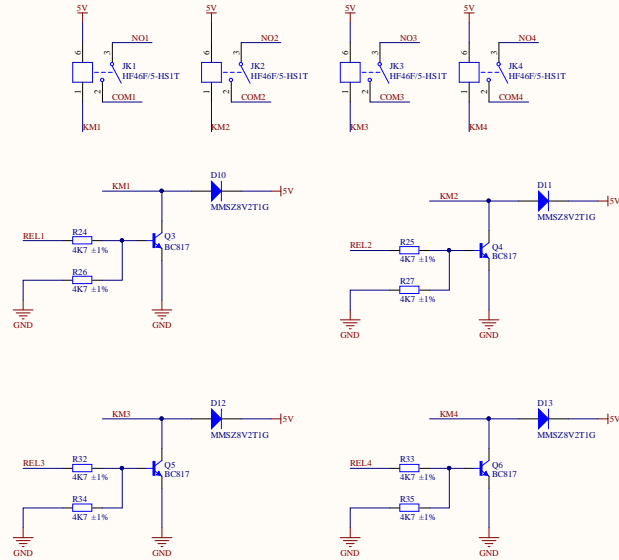 5V
5V
5V
5V
NO1
NO2
NO3
NO4
6
3
JK1
HF46F/5-HS1T
1
2
COM1
KM1
6
3
JK2
HF46F/5-HS1T
1
2
COM2
KM2
6
3
JK3
HF46F/5-HS1T
1
2
COM3
KM3
6
3
JK4
HF46F/5-HS1T
1
2
COM4
KM4
KM1
D10
5V
MMSZ8V2T1G
REL1
R24
4K7 ±1%
Q3
BC817
R26
4K7 ±1%
GND
GND
KM2
D11
5V
MMSZ8V2T1G
REL2
R25
4K7 ±1%
Q4
BC817
R27
4K7 ±1%
GND
GND
KM3
D12
5V
MMSZ8V2T1G
REL3
R32
4K7 ±1%
Q5
BC817
R34
4K7 ±1%
GND
GND
KM4
D13
5V
MMSZ8V2T1G
REL4
R33
4K7 ±1%
Q6
BC817
R35
4K7 ±1%
GND
GND